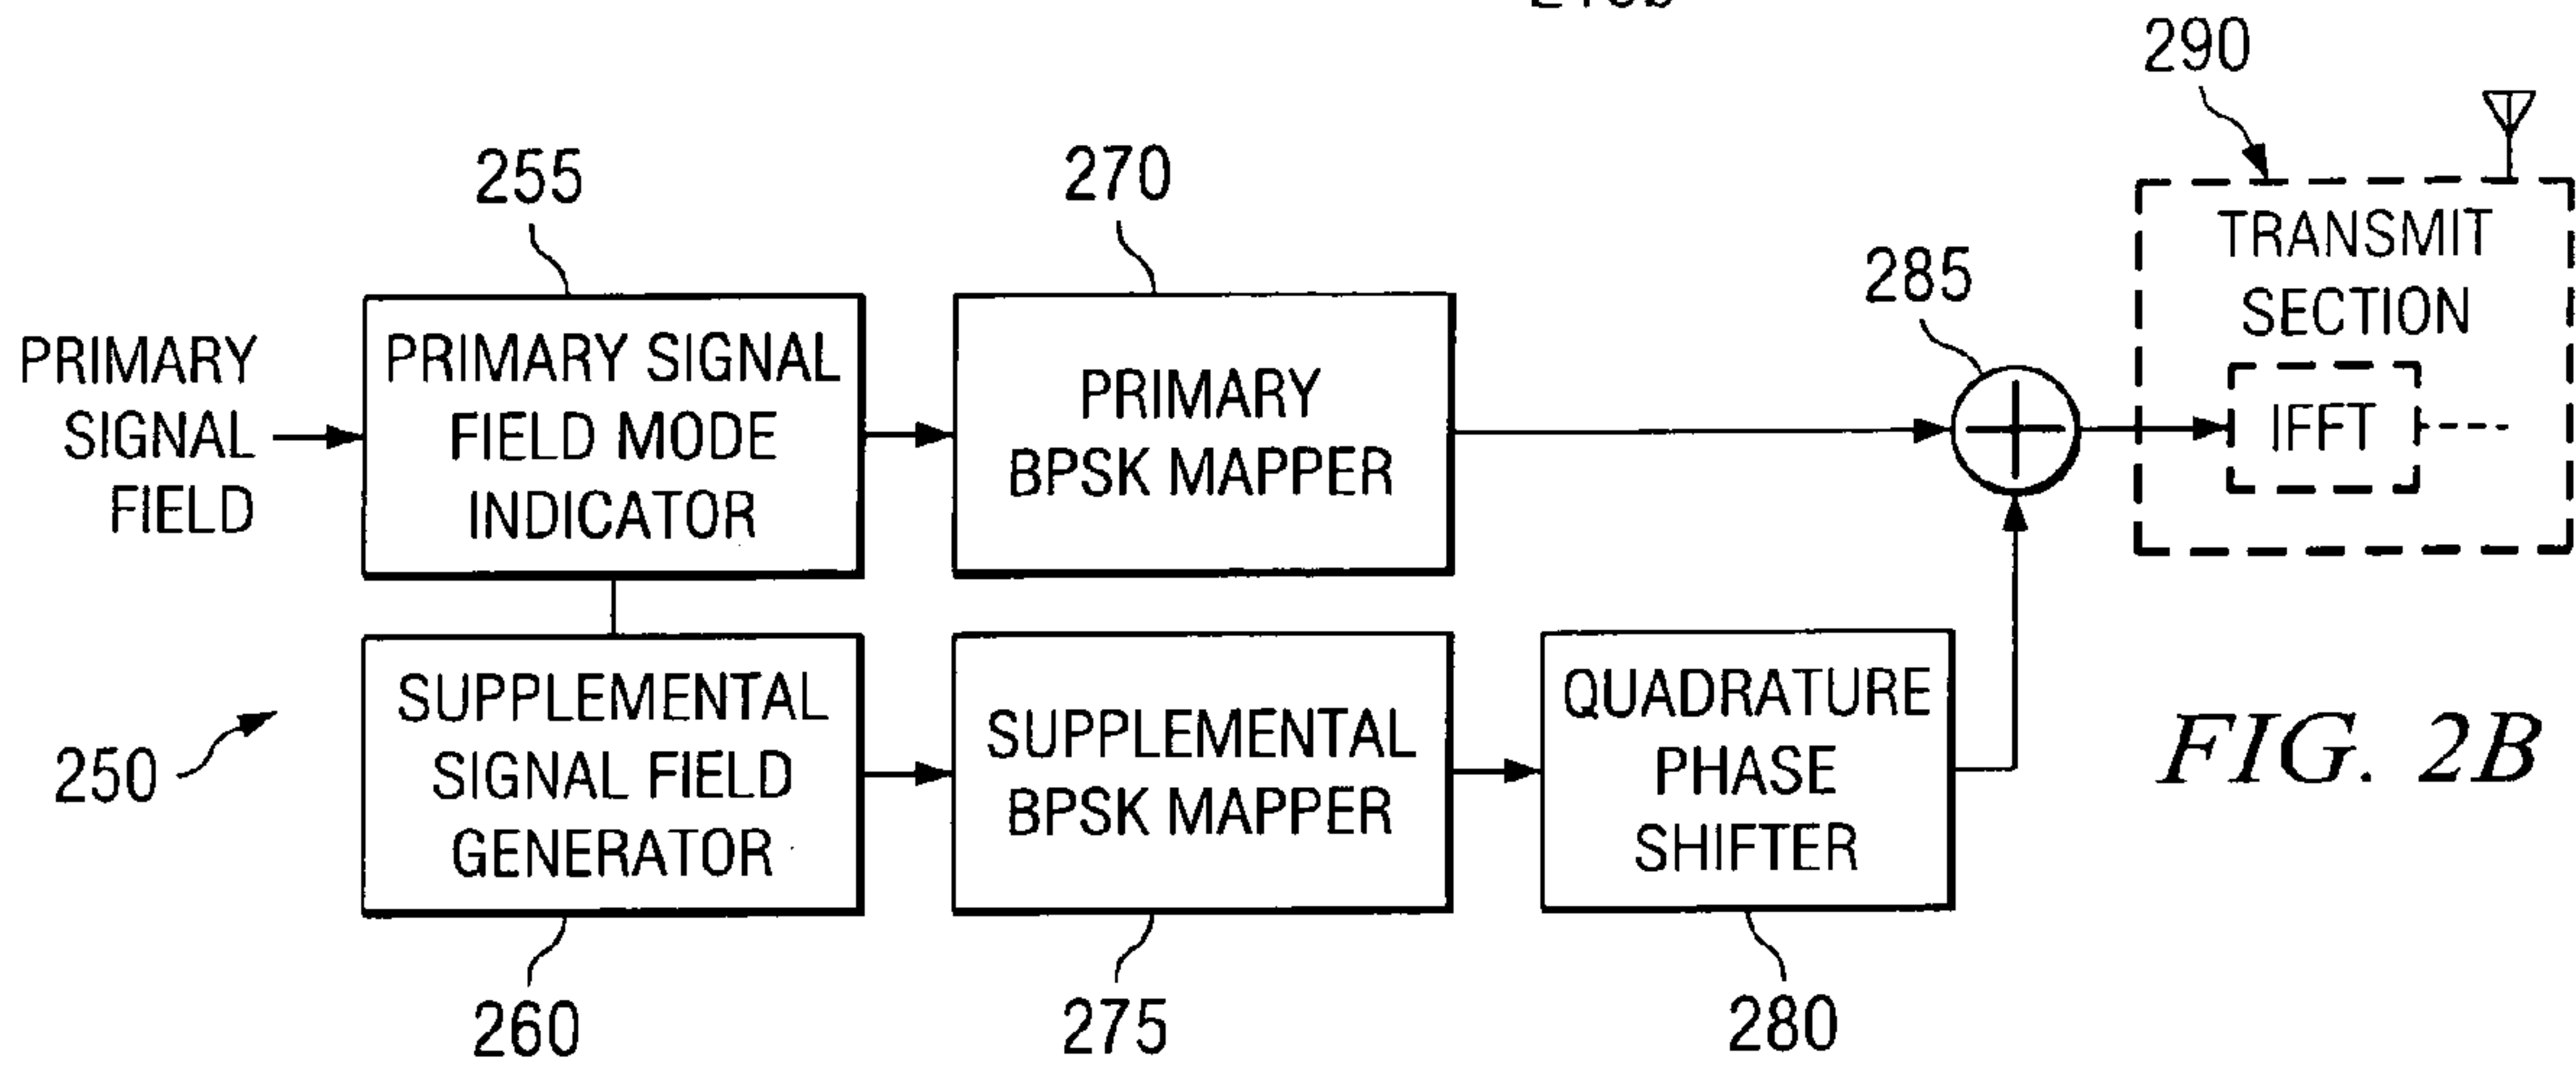 290
255
270
285
TRANSMIT
SECTION
IFFT
PRIMARY
SIGNAL
FIELD
PRIMARY SIGNAL
FIELD MODE
INDICATOR
PRIMARY
BPSK MAPPER
250
SUPPLEMENTAL
SIGNAL FIELD
GENERATOR
SUPPLEMENTAL
BPSK MAPPER
QUADRATURE
PHASE
SHIFTER
FIG. 2B
260
275
280